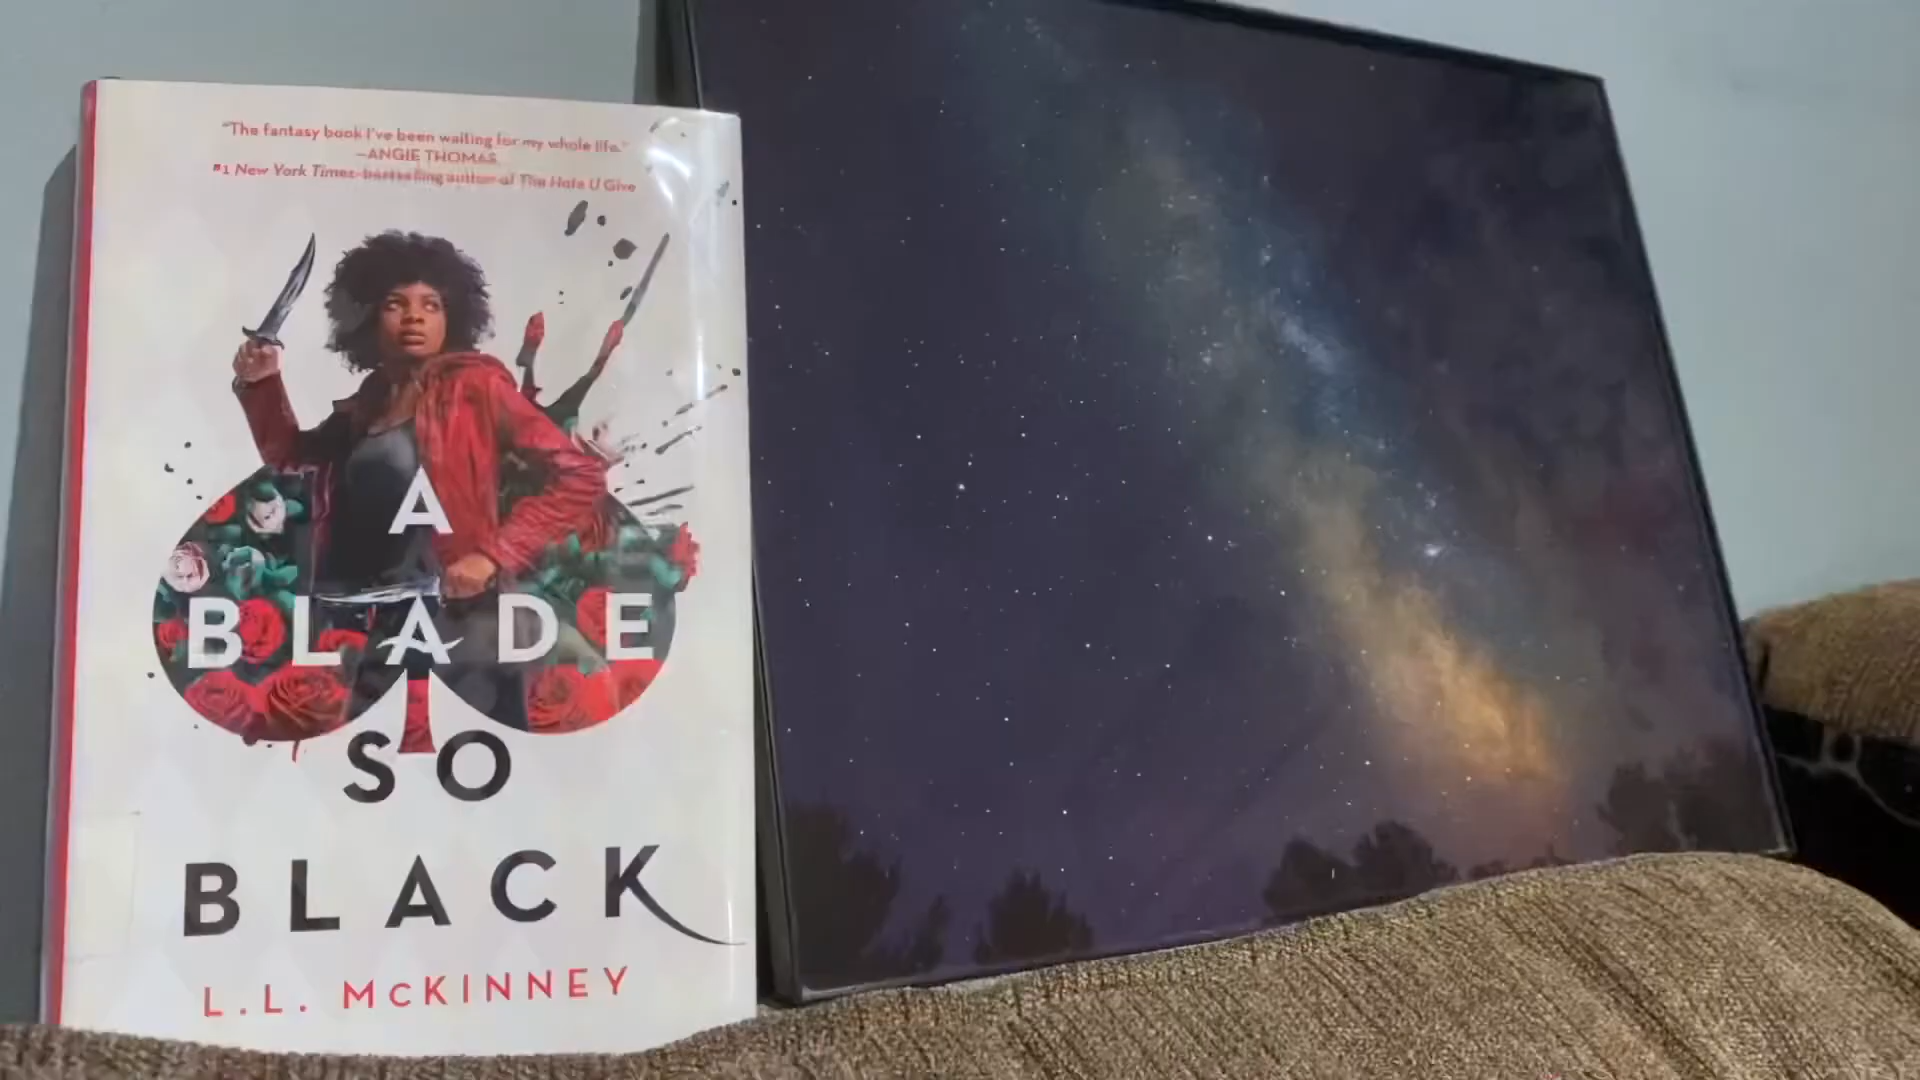 "The fantasy book I've been waiting for my whole life."
—ANGIE THOMAS,
#1 New York Times-bestselling author of The Hate U Give
A
BLADE
SO
BLACK
L.L. McKINNEY